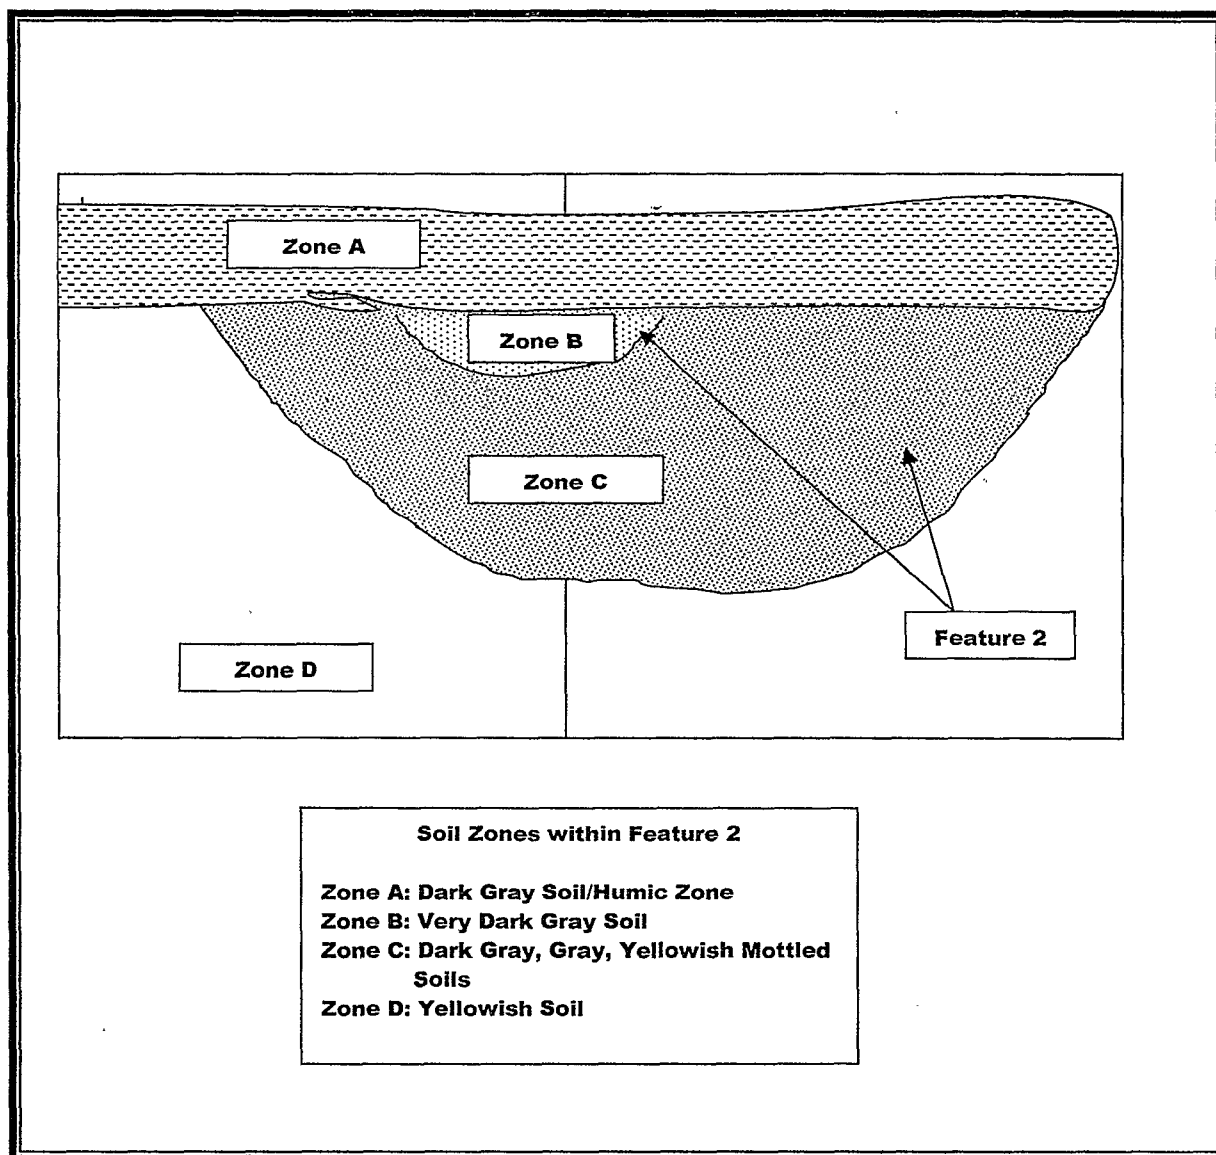 Zone A
Zone B
Zone C
Feature 2
Zone D
Soil Zones within Feature 2
Zone A: Dark Gray Soil/Humic Zone
Zone B: Very Dark Gray Soil
Zone C: Dark Gray, Gray, Yellowish Mottled
Soils
Zone D: Yellowish Soil